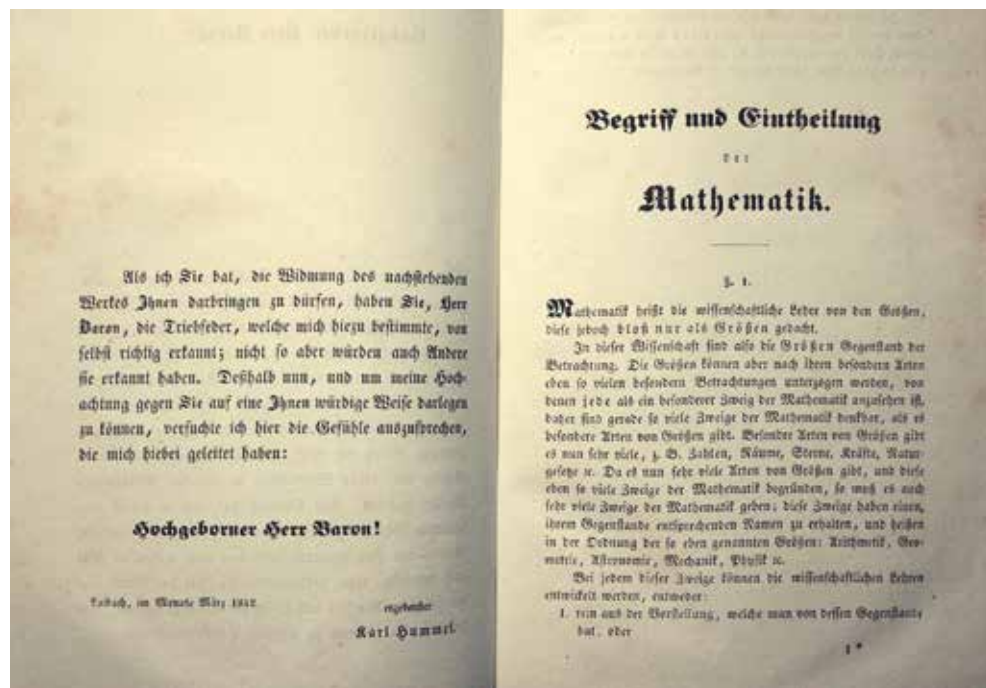 Als ich Sie bat, die Widmung des nachstehenden
Werkes Ihnen darbringen zu dürfen, haben Sie, Herr
Baron, die Triebfeder, welche mich hiezu bestimmte, von
selbst richtig erkannt; nicht so aber würden auch Andere
sie erkannt haben. Deßhalb nun, und um meine Hoch-
achtung gegen Sie auf eine Ihnen würdige Weise darlegen
zu können, versuchte ich hier die Gefühle auszusprechen,
die mich hiebei geleitet haben:
Hochgeborner Herr Baron!
Laibach, im Monate März 1842.
ergebenster
Karl Hummel.
Begriff und Eintheilung
der
Mathematik.
§. 1.
Mathematik heißt die wissenschaftliche Lehre von den Größen,
diese jedoch bloß nur als Größen gedacht.
In dieser Wissenschaft sind also die Größen Gegenstand der
Betrachtung. Die Größen können aber nach ihren besondern Arten
eben so vielen besondern Betrachtungen unterzogen werden, von
denen jede als ein besonderer Zweig der Mathematik anzusehen ist,
daher sind gerade so viele Zweige der Mathematik denkbar, als es
besondere Arten von Größen gibt. Besondre Arten von Größen gibt
es nun sehr viele, z. B. Zahlen, Räume, Sterne, Kräfte, Natur-
gesetze ꝛc. Da es nun sehr viele Arten von Größen gibt, und diese
eben so viele Zweige der Mathematik begründen, so muß es auch
sehr viele Zweige der Mathematik geben; diese Zweige haben einen,
ihrem Gegenstande entsprechenden Namen zu erhalten, und heißen
in der Ordnung der so eben genannten Größen: Arithmetik, Geo-
metrie, Astronomie, Mechanik, Physik ꝛc.
Bei jedem dieser Zweige können die wissenschaftlichen Lehren
entwickelt werden, entweder:
1. rein aus der Vorstellung, welche man von dessen Gegenstande
hat, oder
1 *